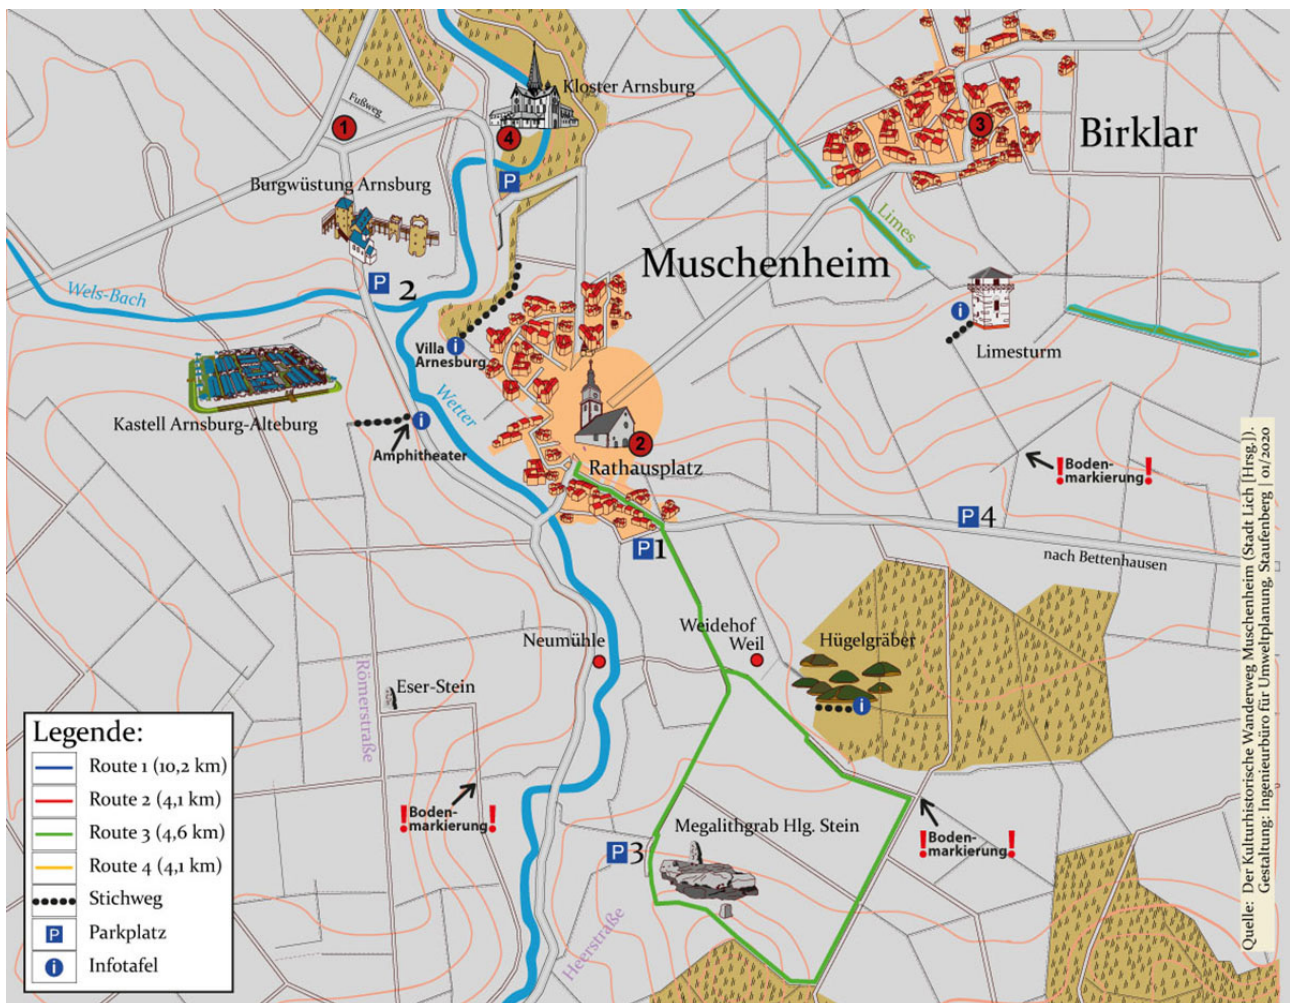 Kloster Arnsburg
Fußweg
1
4
3
Birklar
P
Burgwüstung Arnsburg
Limes
Muschenheim
P
2
Wels-Bach
i
Limesturm
Villa
Arnesburg
i
Wetter
Kastell Arnsburg-Alteburg
i
Amphitheater
2
Rathausplatz
! Boden-
markierung !
P 4
P 1
nach Bettenhausen
Weidehof
Weil
Hügelgräber
Neumühle
Römerstraße
Eser-Stein
i
! Boden-
markierung !
! Boden-
markierung !
Megalithgrab Hlg. Stein
P 3
Heerstraße
Legende:
Route 1 (10,2 km)
Route 2 (4,1 km)
Route 3 (4,6 km)
Route 4 (4,1 km)
Stichweg
P Parkplatz
i Infotafel
Quelle: Der Kulturhistorische Wanderweg Muschenheim (Stadt Lich [Hrsg.]).
Gestaltung: Ingenieurbüro für Umweltplanung, Staufenberg | 01/2020